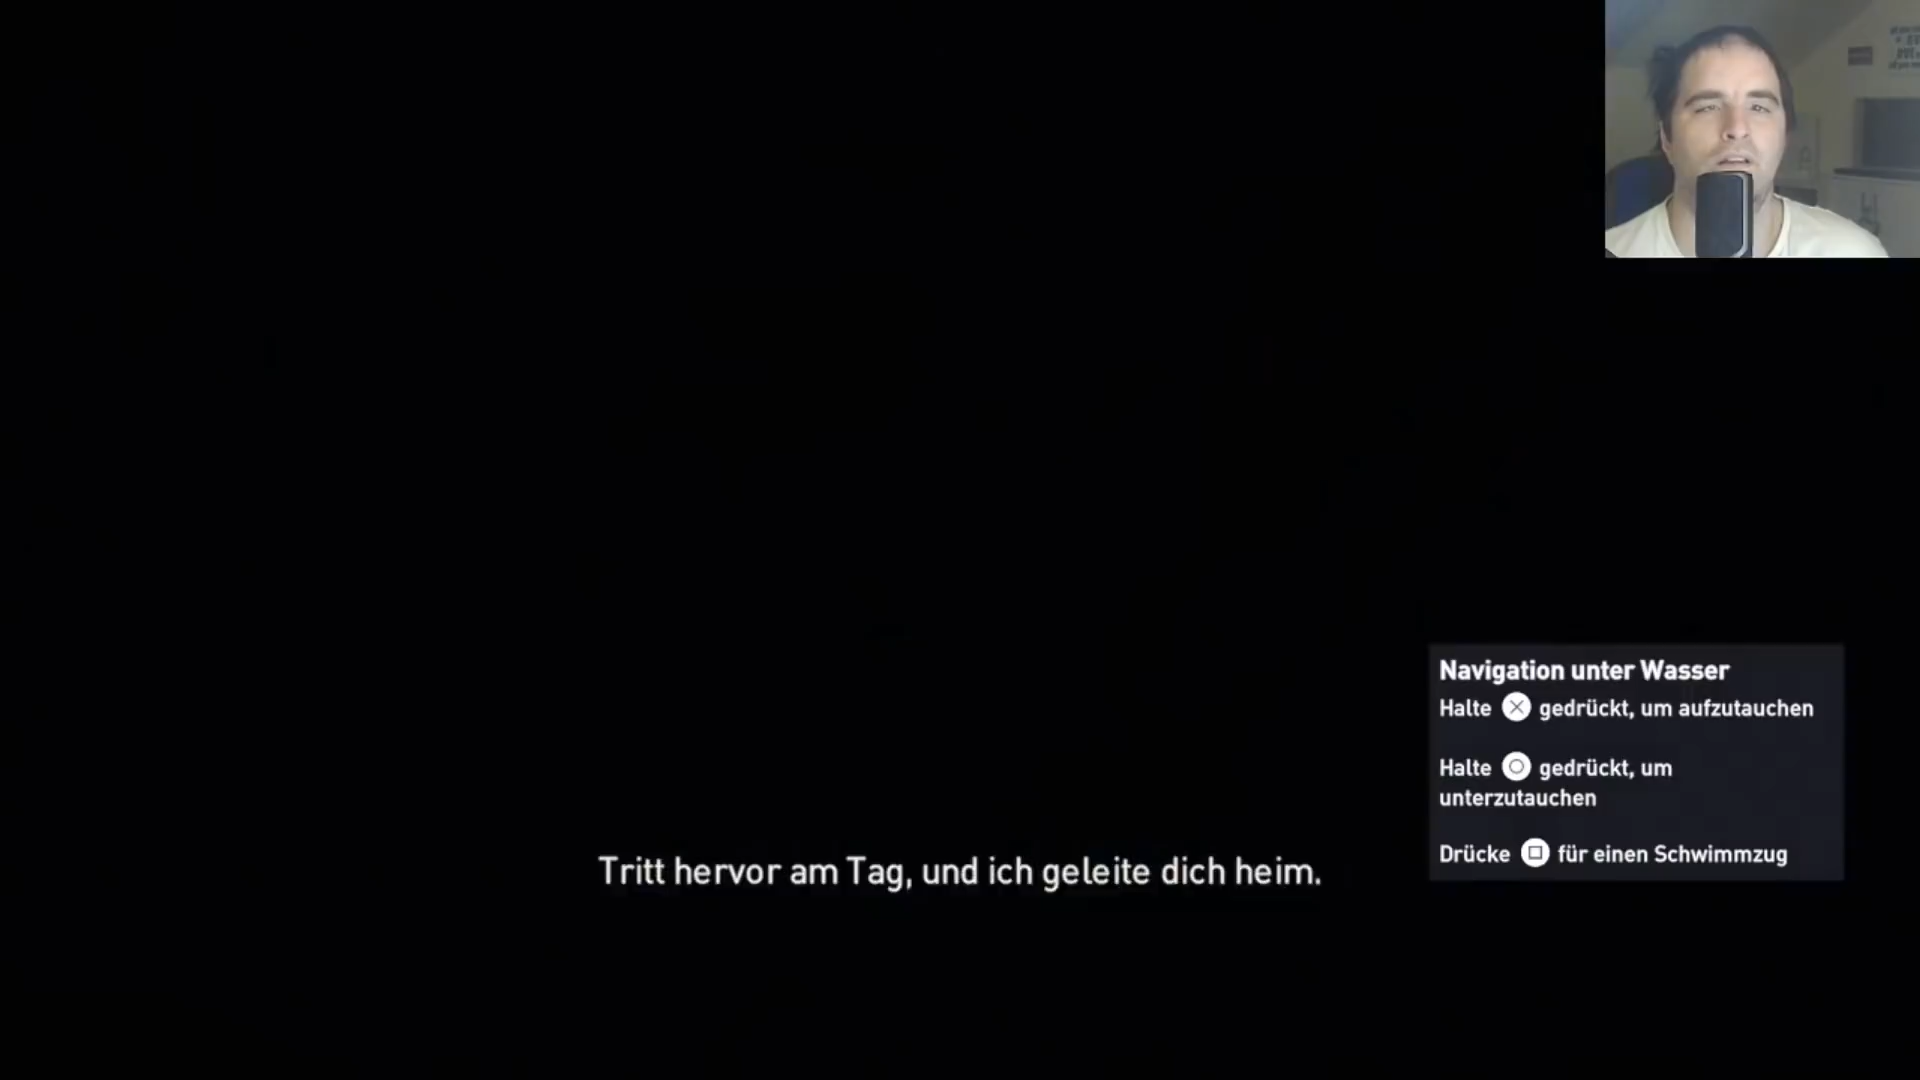 Navigation unter Wasser
Halte gedrückt, um aufzutauchen
Halte gedrückt, um
unterzutauchen
Drücke für einen Schwimmzug
Tritt hervor am Tag, und ich geleite dich heim.